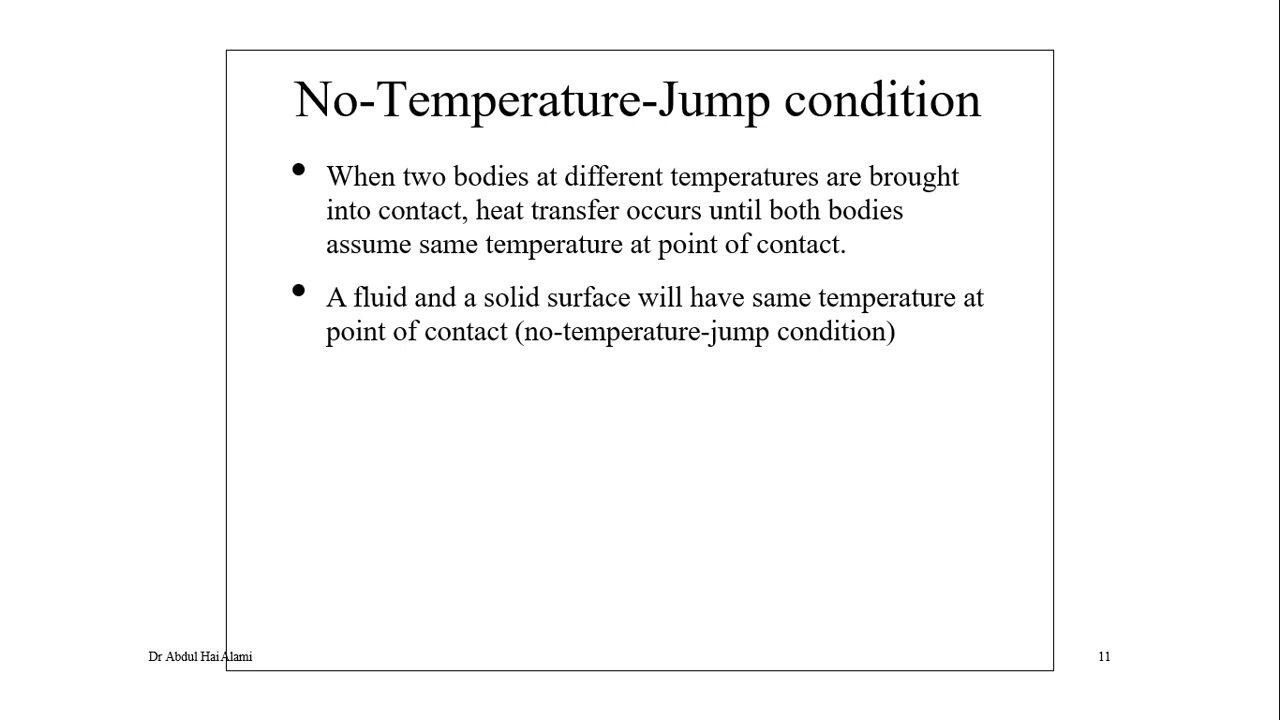 No-Temperature-Jump condition
• When two bodies at different temperatures are brought
into contact, heat transfer occurs until both bodies
assume same temperature at point of contact.
• A fluid and a solid surface will have same temperature at
point of contact (no-temperature-jump condition)
Dr Abdul Hai Alami
11